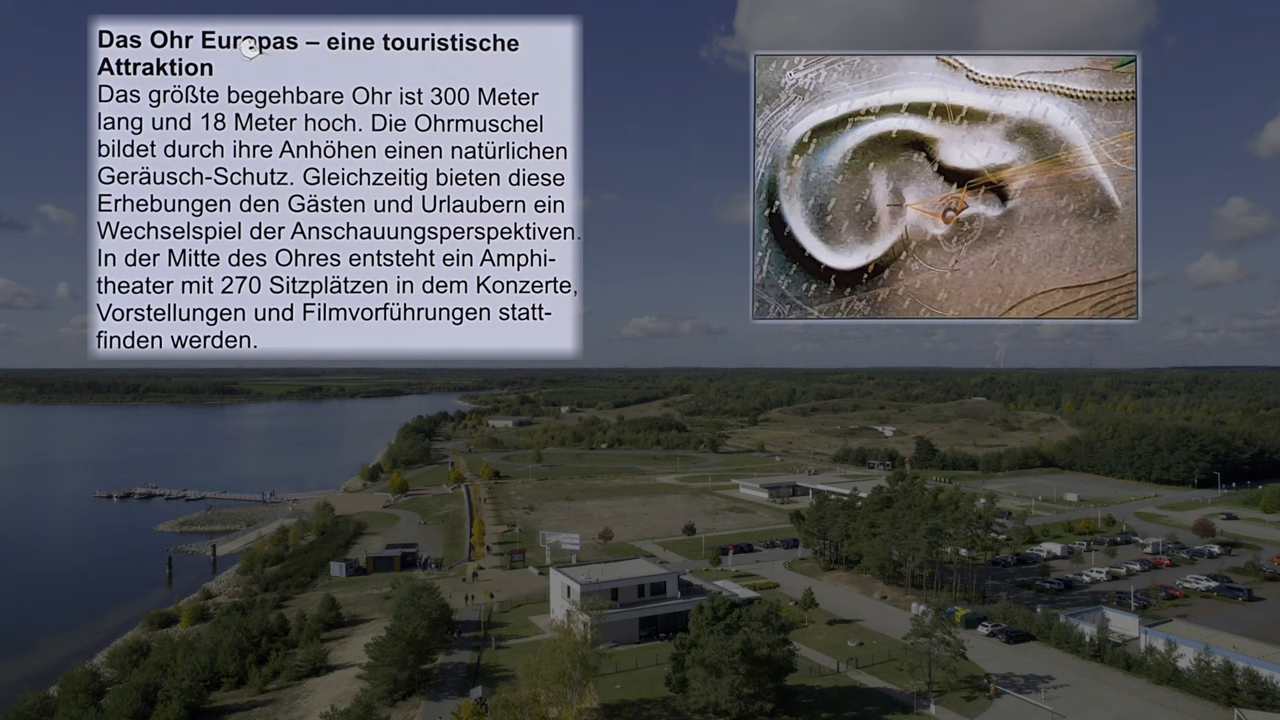 Das Ohr Europas – eine touristische
Attraktion
Das größte begehbare Ohr ist 300 Meter
lang und 18 Meter hoch. Die Ohrmuschel
bildet durch ihre Anhöhen einen natürlichen
Geräusch-Schutz. Gleichzeitig bieten diese
Erhebungen den Gästen und Urlaubern ein
Wechselspiel der Anschauungsperspektiven.
In der Mitte des Ohres entsteht ein Amphi-
theater mit 270 Sitzplätzen in dem Konzerte,
Vorstellungen und Filmvorführungen statt-
finden werden.